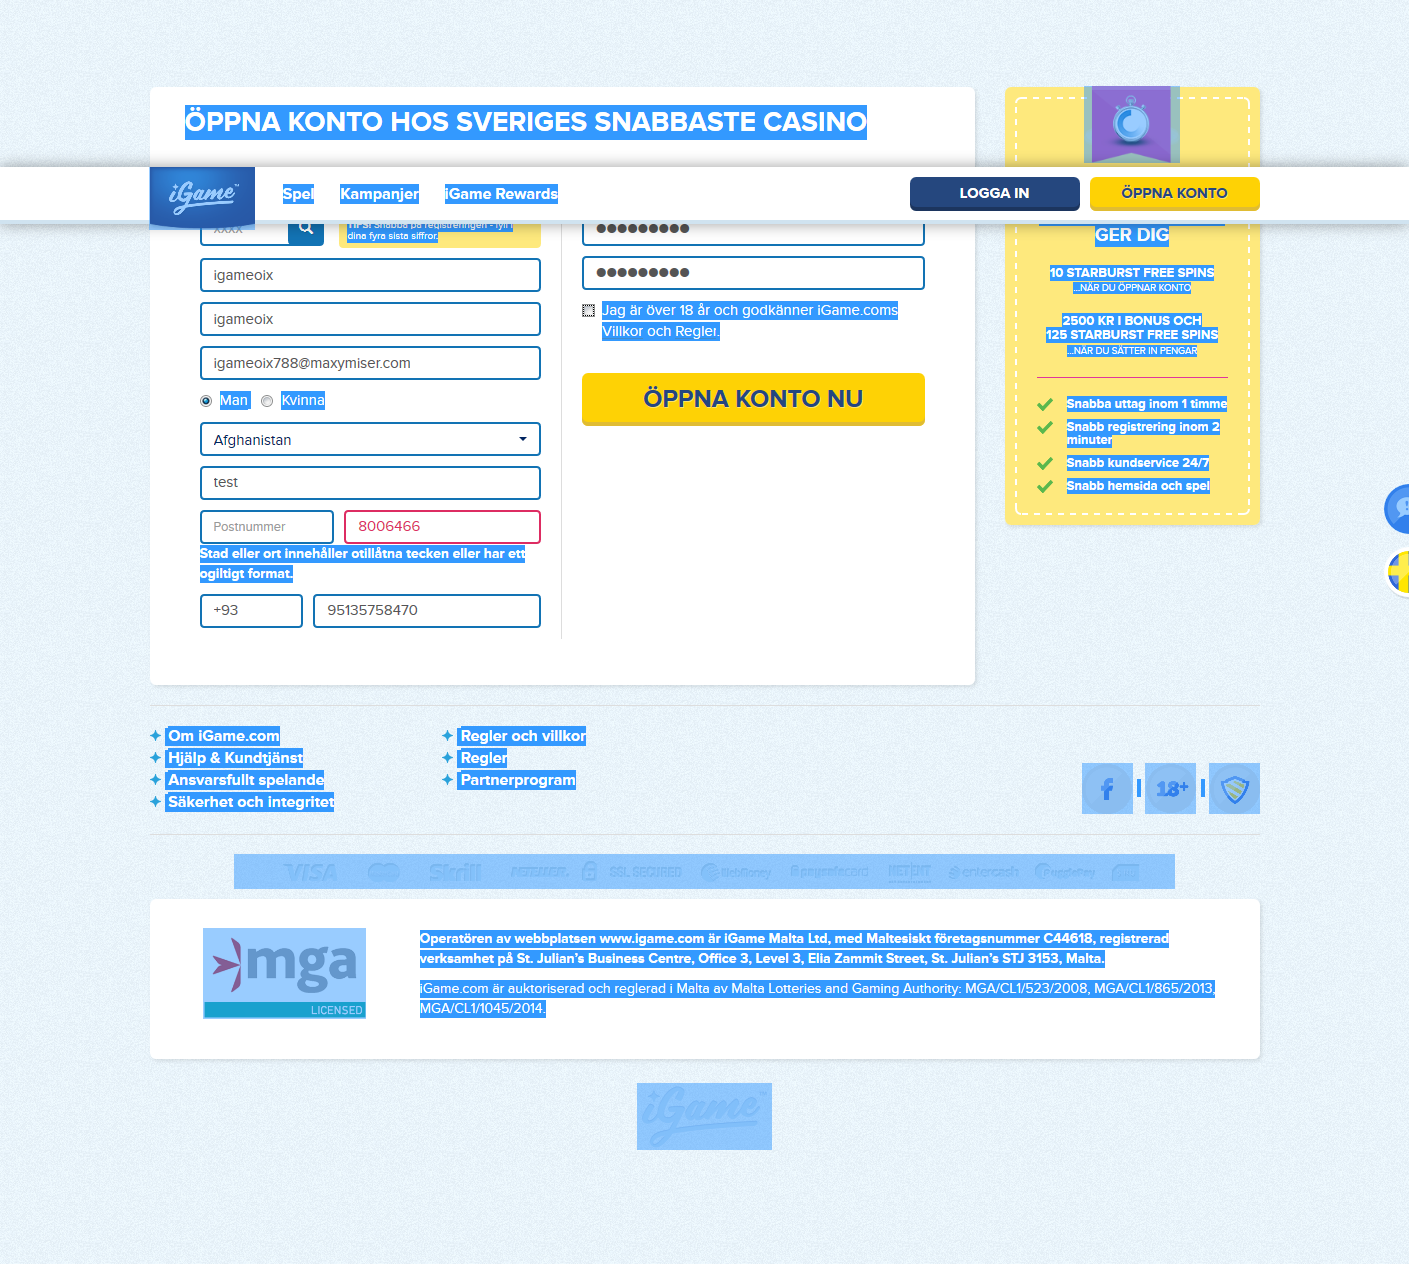 ÖPPNA KONTO HOS SVERIGES SNABBASTE CASINO
iGame™
Spel
Kampanjer
iGame Rewards
LOGGA IN
ÖPPNA KONTO
TIPS! Snabba på registreringen - fyll i
dina fyra sista siffror.
igameoix
igameoix
igameoix788@maxymiser.com
Man
Kvinna
Afghanistan
test
Postnummer
8006466
Stad eller ort innehåller otillåtna tecken eller har ett
ogiltigt format.
+93
95135758470
Jag är över 18 år och godkänner iGame.coms
Villkor och Regler.
ÖPPNA KONTO NU
GER DIG
10 STARBURST FREE SPINS
...NÄR DU ÖPPNAR KONTO
2500 KR I BONUS OCH
125 STARBURST FREE SPINS
...NÄR DU SÄTTER IN PENGAR
Snabba uttag inom 1 timme
Snabb registrering inom 2
minuter
Snabb kundservice 24/7
Snabb hemsida och spel
Om iGame.com
Hjälp & Kundtjänst
Ansvarsfullt spelande
Säkerhet och integritet
Regler och villkor
Regler
Partnerprogram
f
18+
VISA
Skrill
NETELLER
SSL SECURED
WebMoney
paysafecard
NET ENT
entercash
mga
LICENSED
Operatören av webbplatsen www.igame.com är iGame Malta Ltd, med Maltesiskt företagsnummer C44618, registrerad
verksamhet på St. Julian's Business Centre, Office 3, Level 3, Elia Zammit Street, St. Julian's STJ 3153, Malta.
iGame.com är auktoriserad och reglerad i Malta av Malta Lotteries and Gaming Authority: MGA/CL1/523/2008, MGA/CL1/865/2013,
MGA/CL1/1045/2014.
iGame™